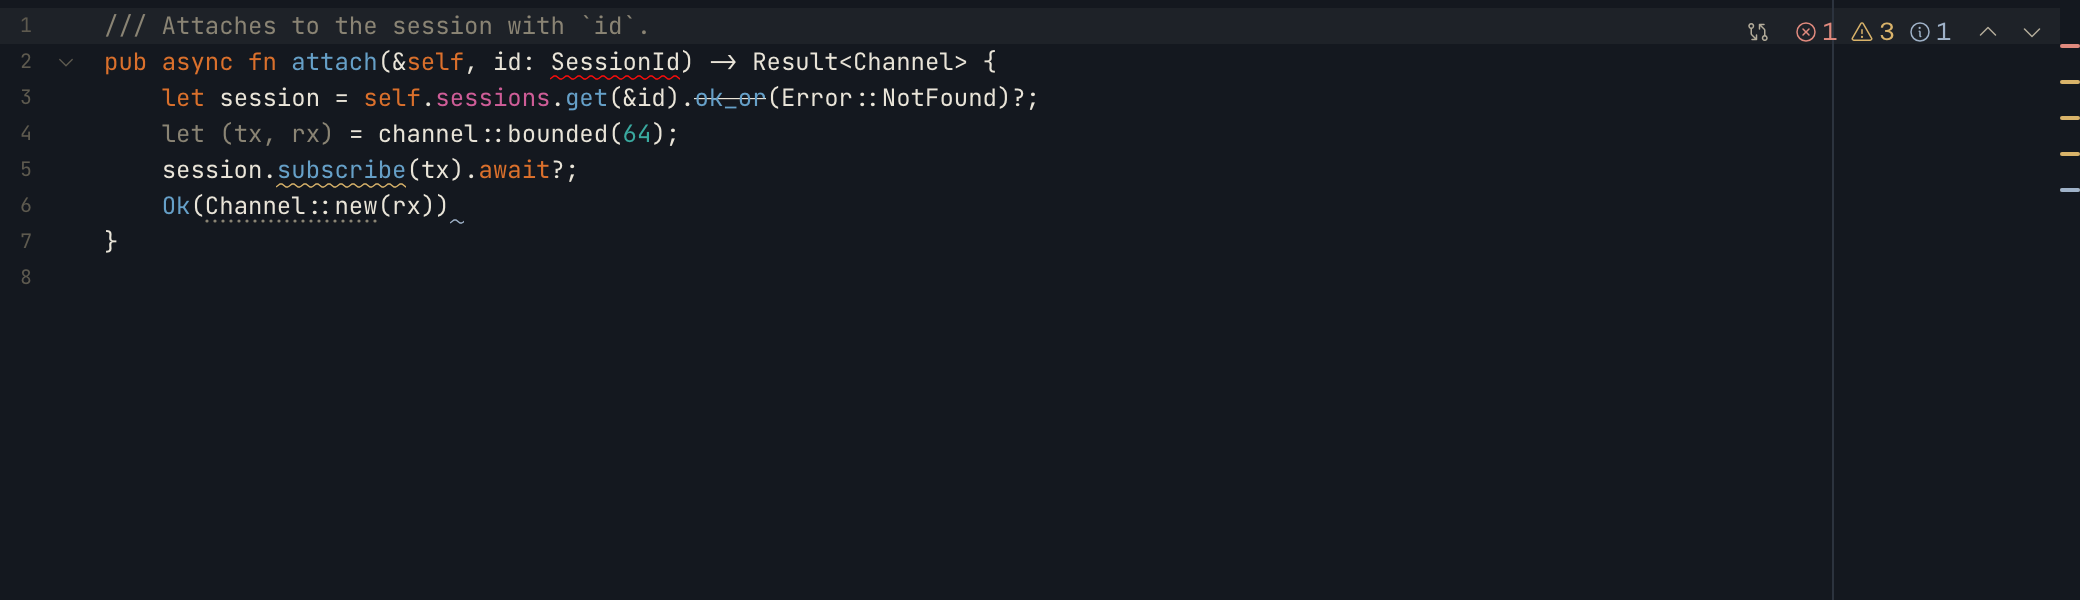 1 /// Attaches to the session with `id`.
1 3 1
2 pub async fn attach(&self, id: SessionId) -> Result<Channel> {
3 let session = self.sessions.get(&id).ok_or(Error::NotFound)?;
4 let (tx, rx) = channel::bounded(64);
5 session.subscribe(tx).await?;
6 Ok(Channel::new(rx))
7 }
8